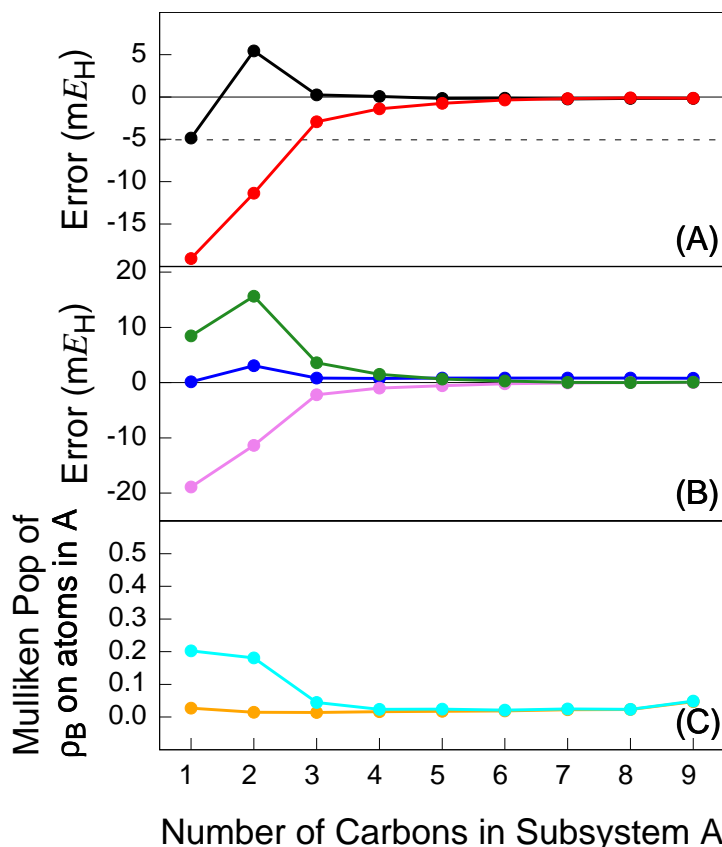 5
0
-5
-10
-15
20
Error (mEH)
(A)
20
10
0
-10
-20
Error (mEH)
(B)
0.5
0.4
0.3
0.2
0.1
0.0
Mulliken Pop of
ρB on atoms in A
(C)
1 2 3 4 5 6 7 8 9
Number of Carbons in Subsystem A